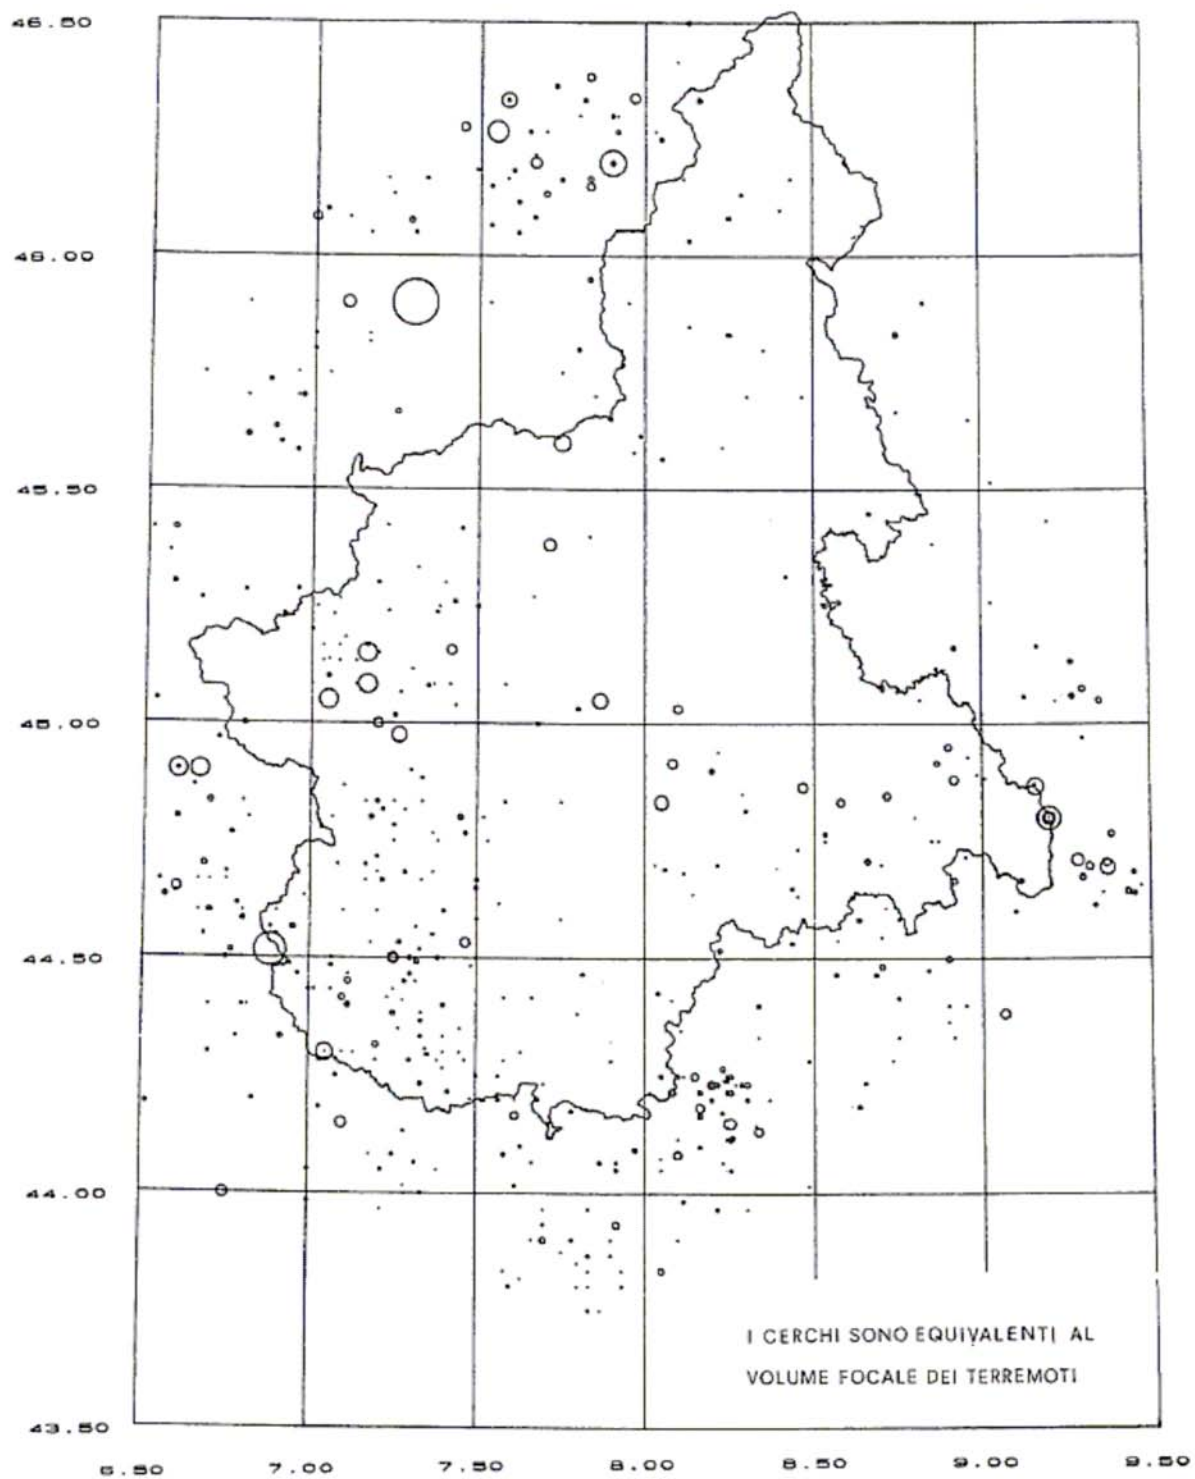 46.50
46.00
45.50
45.00
44.50
44.00
43.50
I CERCHI SONO EQUIVALENTI AL
VOLUME FOCALE DEI TERREMOTI
6.50 7.00 7.50 8.00 8.50 9.00 9.50